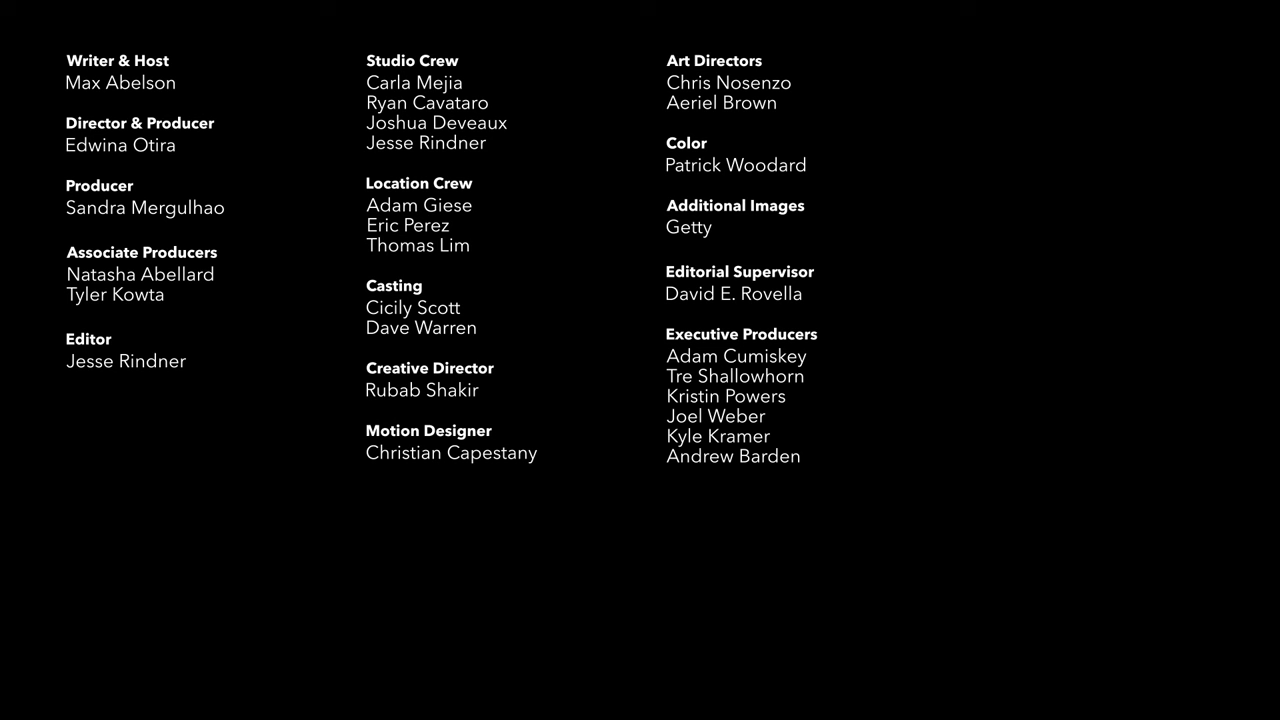 Writer & Host
Max Abelson
Director & Producer
Edwina Otira
Producer
Sandra Mergulhao
Associate Producers
Natasha Abellard
Tyler Kowta
Editor
Jesse Rindner
Studio Crew
Carla Mejia
Ryan Cavataro
Joshua Deveaux
Jesse Rindner
Location Crew
Adam Giese
Eric Perez
Thomas Lim
Casting
Cicily Scott
Dave Warren
Creative Director
Rubab Shakir
Motion Designer
Christian Capestany
Art Directors
Chris Nosenzo
Aeriel Brown
Color
Patrick Woodard
Additional Images
Getty
Editorial Supervisor
David E. Rovella
Executive Producers
Adam Cumiskey
Tre Shallowhorn
Kristin Powers
Joel Weber
Kyle Kramer
Andrew Barden